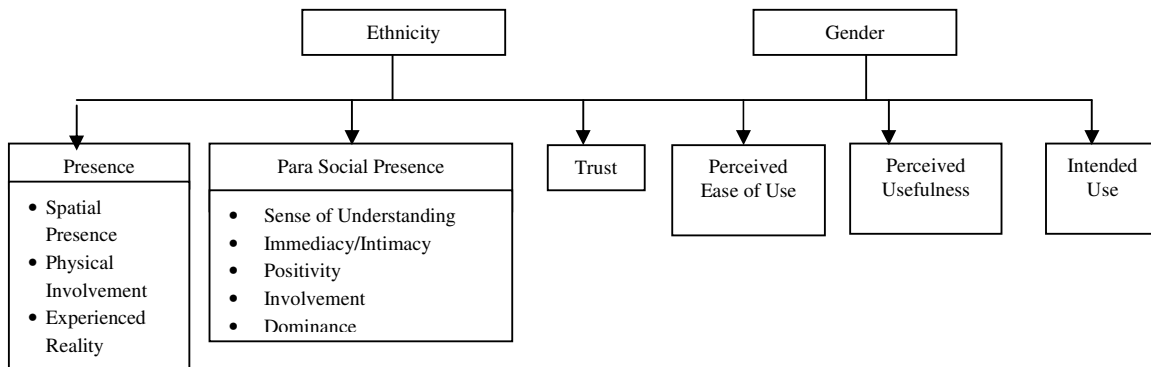 Ethnicity
Gender
Presence
• Spatial
Presence
• Physical
Involvement
• Experienced
Reality
Para Social Presence
• Sense of Understanding
• Immediacy/Intimacy
• Positivity
• Involvement
• Dominance
Trust
Perceived
Ease of Use
Perceived
Usefulness
Intended
Use